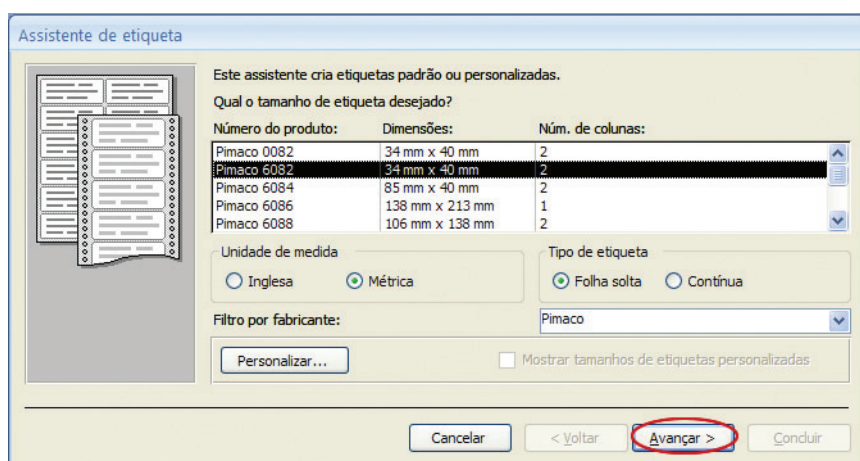 Assistente de etiqueta
Este assistente cria etiquetas padrão ou personalizadas.
Qual o tamanho de etiqueta desejado?
Número do produto: Dimensões: Núm. de colunas:
Pimaco 0082 34 mm x 40 mm 2
Pimaco 6082 34 mm x 40 mm 2
Pimaco 6084 85 mm x 40 mm 2
Pimaco 6086 138 mm x 213 mm 1
Pimaco 6088 106 mm x 138 mm 2
Unidade de medida Tipo de etiqueta
Inglesa Métrica Folha solta Contínua
Filtro por fabricante: Pimaco
Personalizar... Mostrar tamanhos de etiquetas personalizadas
Cancelar < Voltar Avançar > Concluir